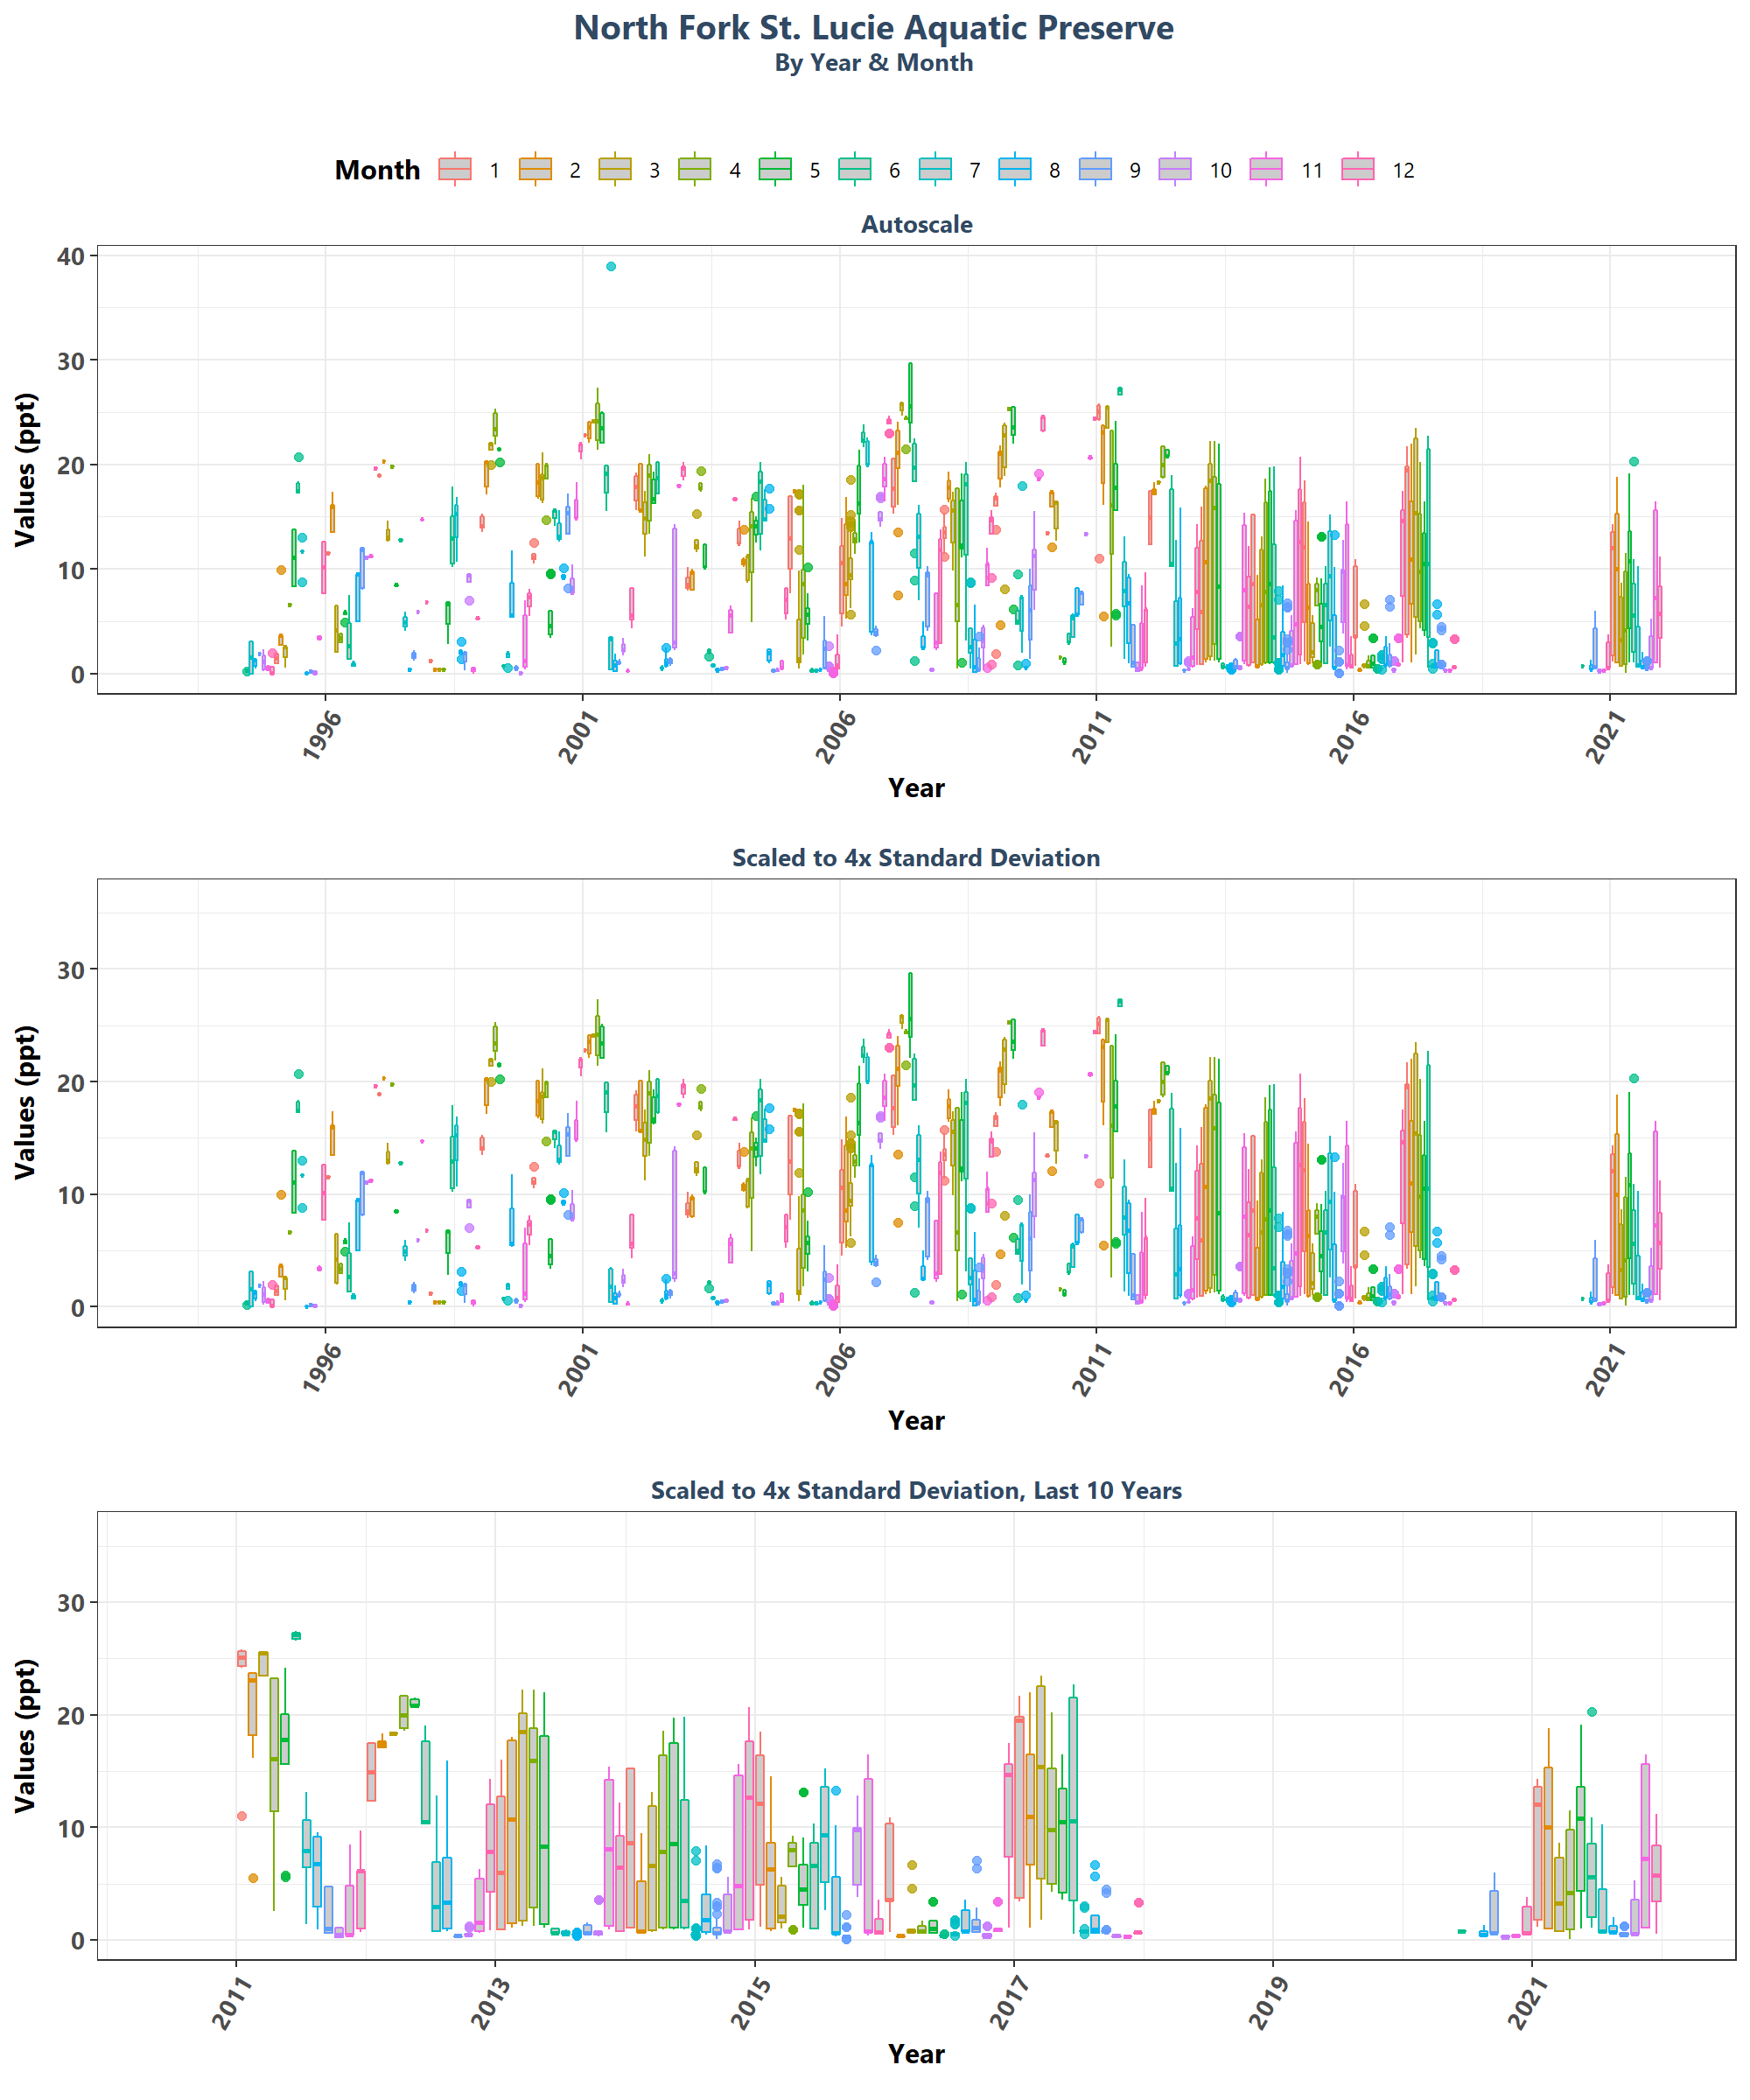 North Fork St. Lucie Aquatic Preserve
By Year & Month
Month 1 2 3 4 5 6 7 8 9 10 11 12
Autoscale
Values (ppt)
40
30
20
10
0
1996 2001 2006 2011 2016 2021
Year
Scaled to 4x Standard Deviation
Values (ppt)
30
20
10
0
1996 2001 2006 2011 2016 2021
Year
Scaled to 4x Standard Deviation, Last 10 Years
Values (ppt)
30
20
10
0
2011 2013 2015 2017 2019 2021
Year